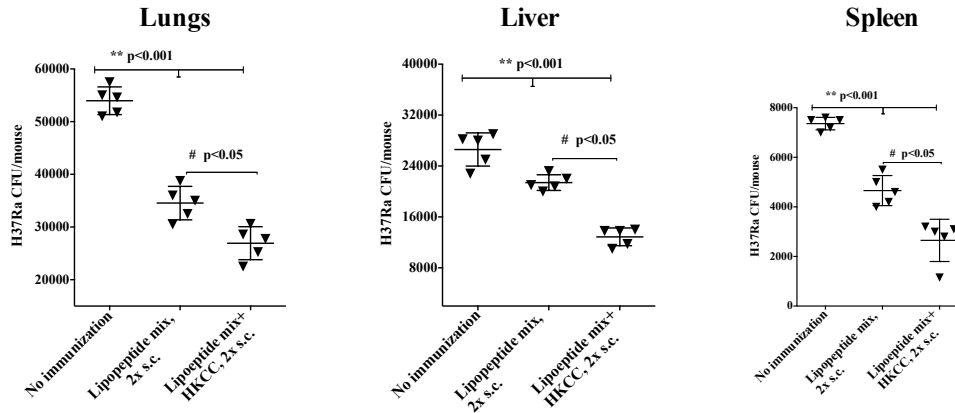 Lungs
** p<0.001
# p<0.05
H37Ra CFU/mouse
60000
50000
40000
30000
20000
No immunization
Lipopeptide mix,
2x s.c.
Lipoeptide mix+
HKCC, 2x s.c.
Liver
** p<0.001
# p<0.05
H37Ra CFU/mouse
40000
32000
24000
16000
8000
No immunization
Lipopeptide mix,
2x s.c.
Lipoeptide mix+
HKCC, 2x s.c.
Spleen
** p<0.001
# p<0.05
H37Ra CFU/mouse
8000
6000
4000
2000
0
No immunization
Lipopeptide mix,
2x s.c.
Lipoeptide mix+
HKCC, 2x s.c.